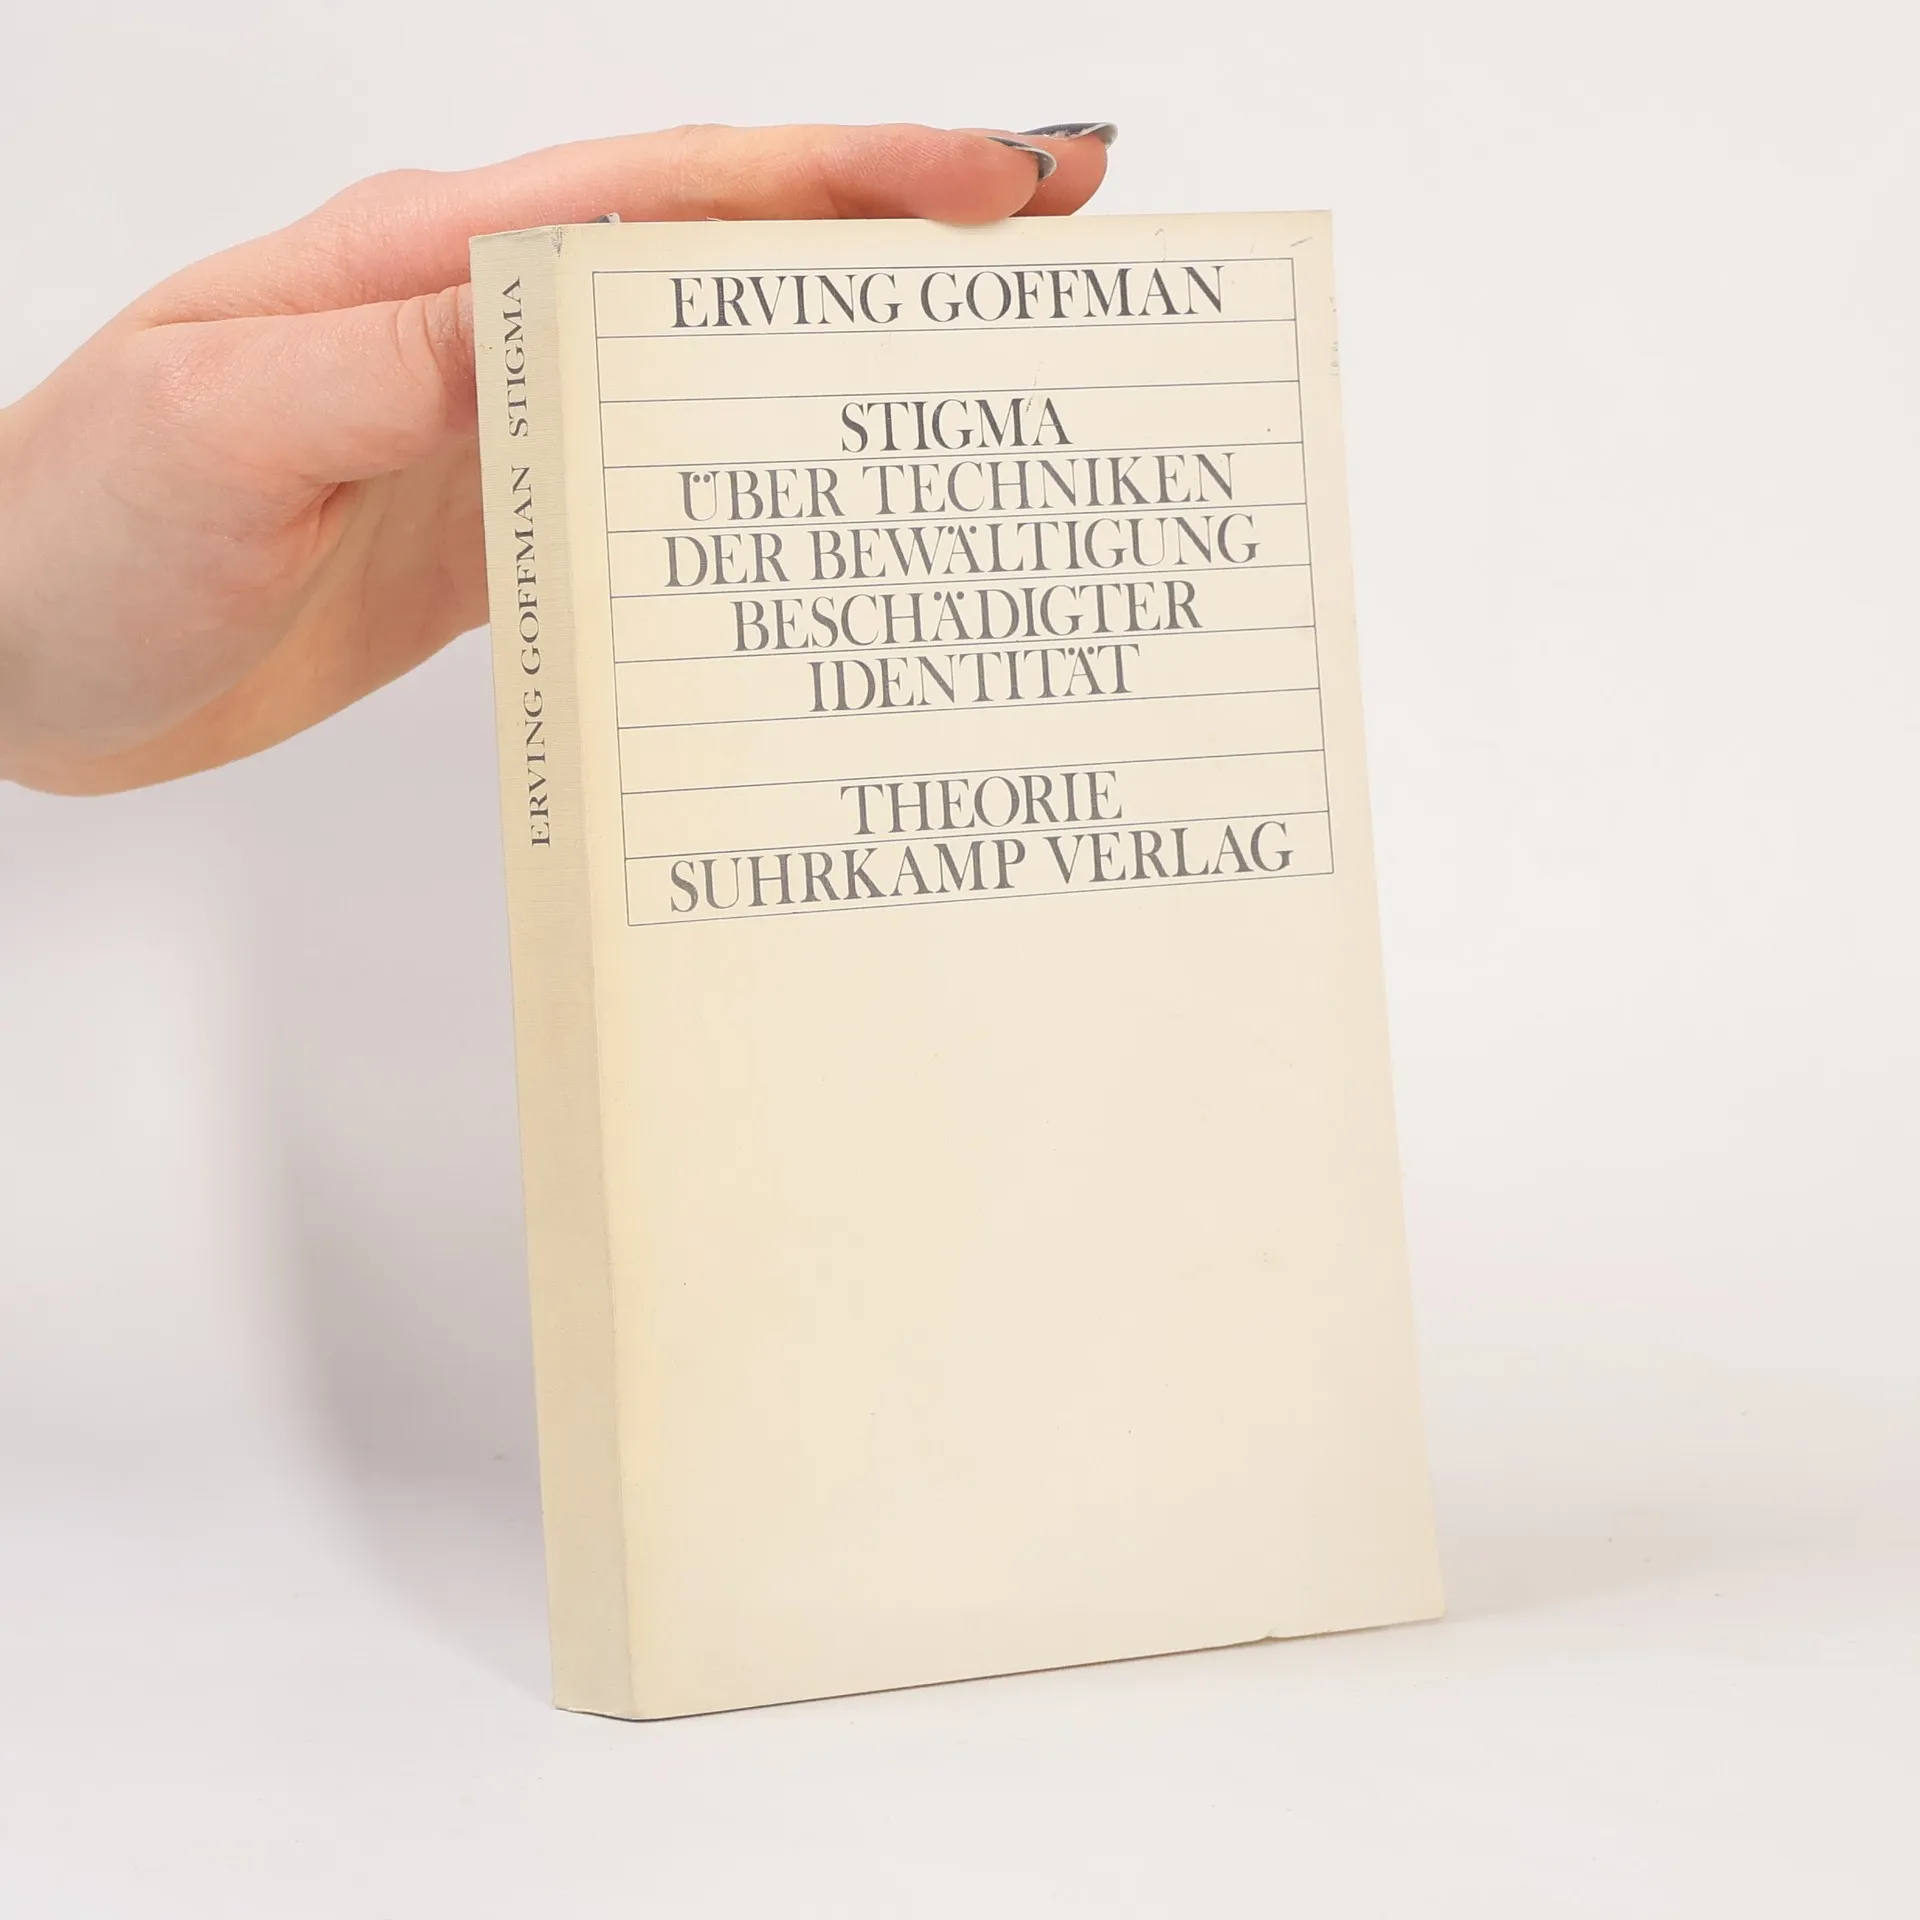 ERVING GOFFMAN STIGMA
ERVING GOFFMAN
STIGMA
ÜBER TECHNIKEN
DER BEWÄLTIGUNG
BESCHÄDIGTER
IDENTITÄT
THEORIE
SUHRKAMP VERLAG